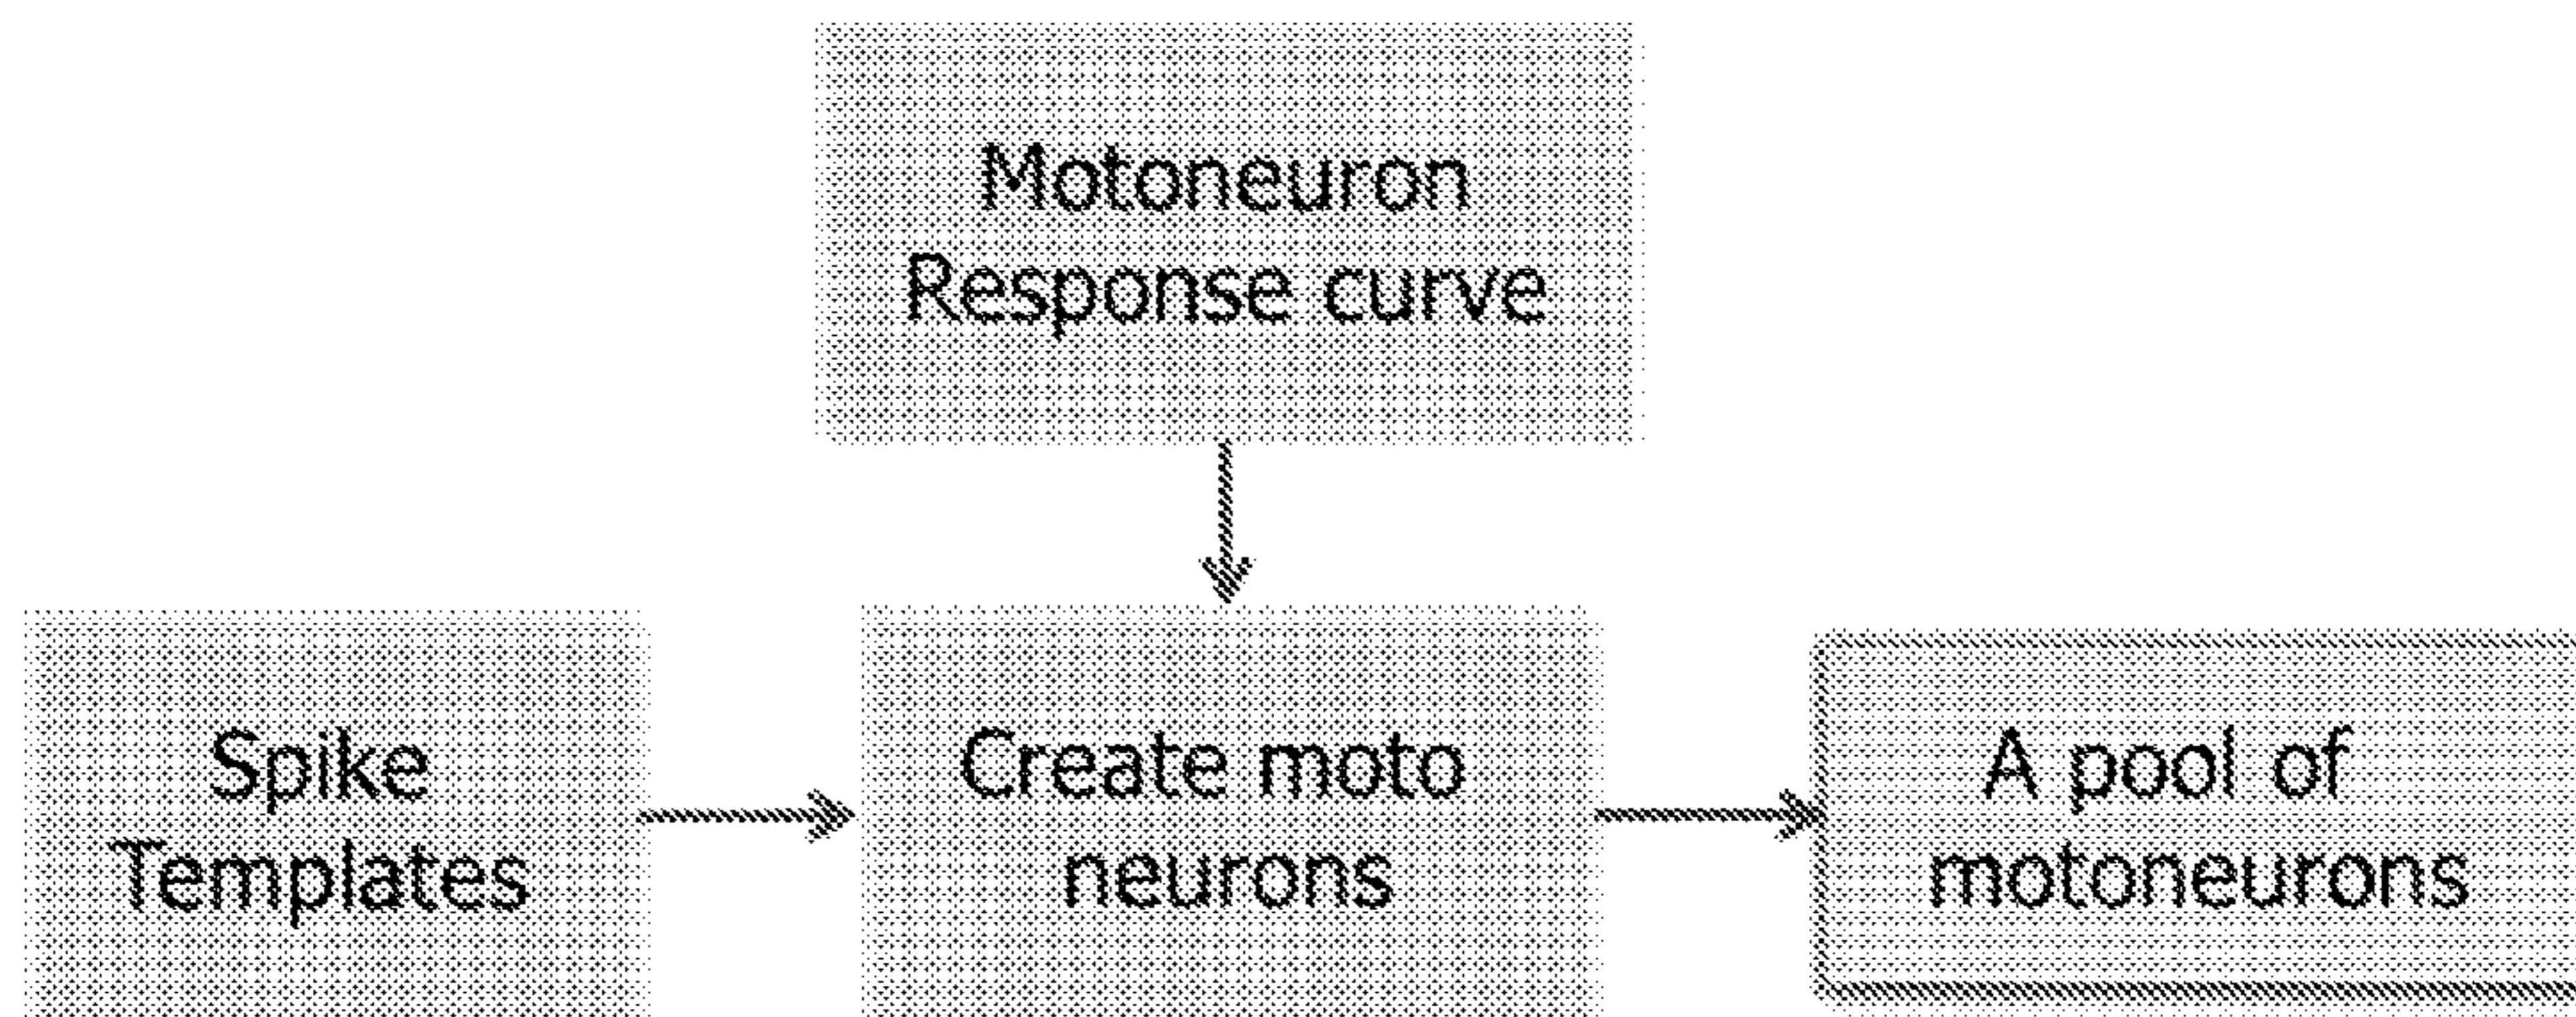 Motoneuron
Response curve
Spike
Templates
Create moto
neurons
A pool of
motoneurons